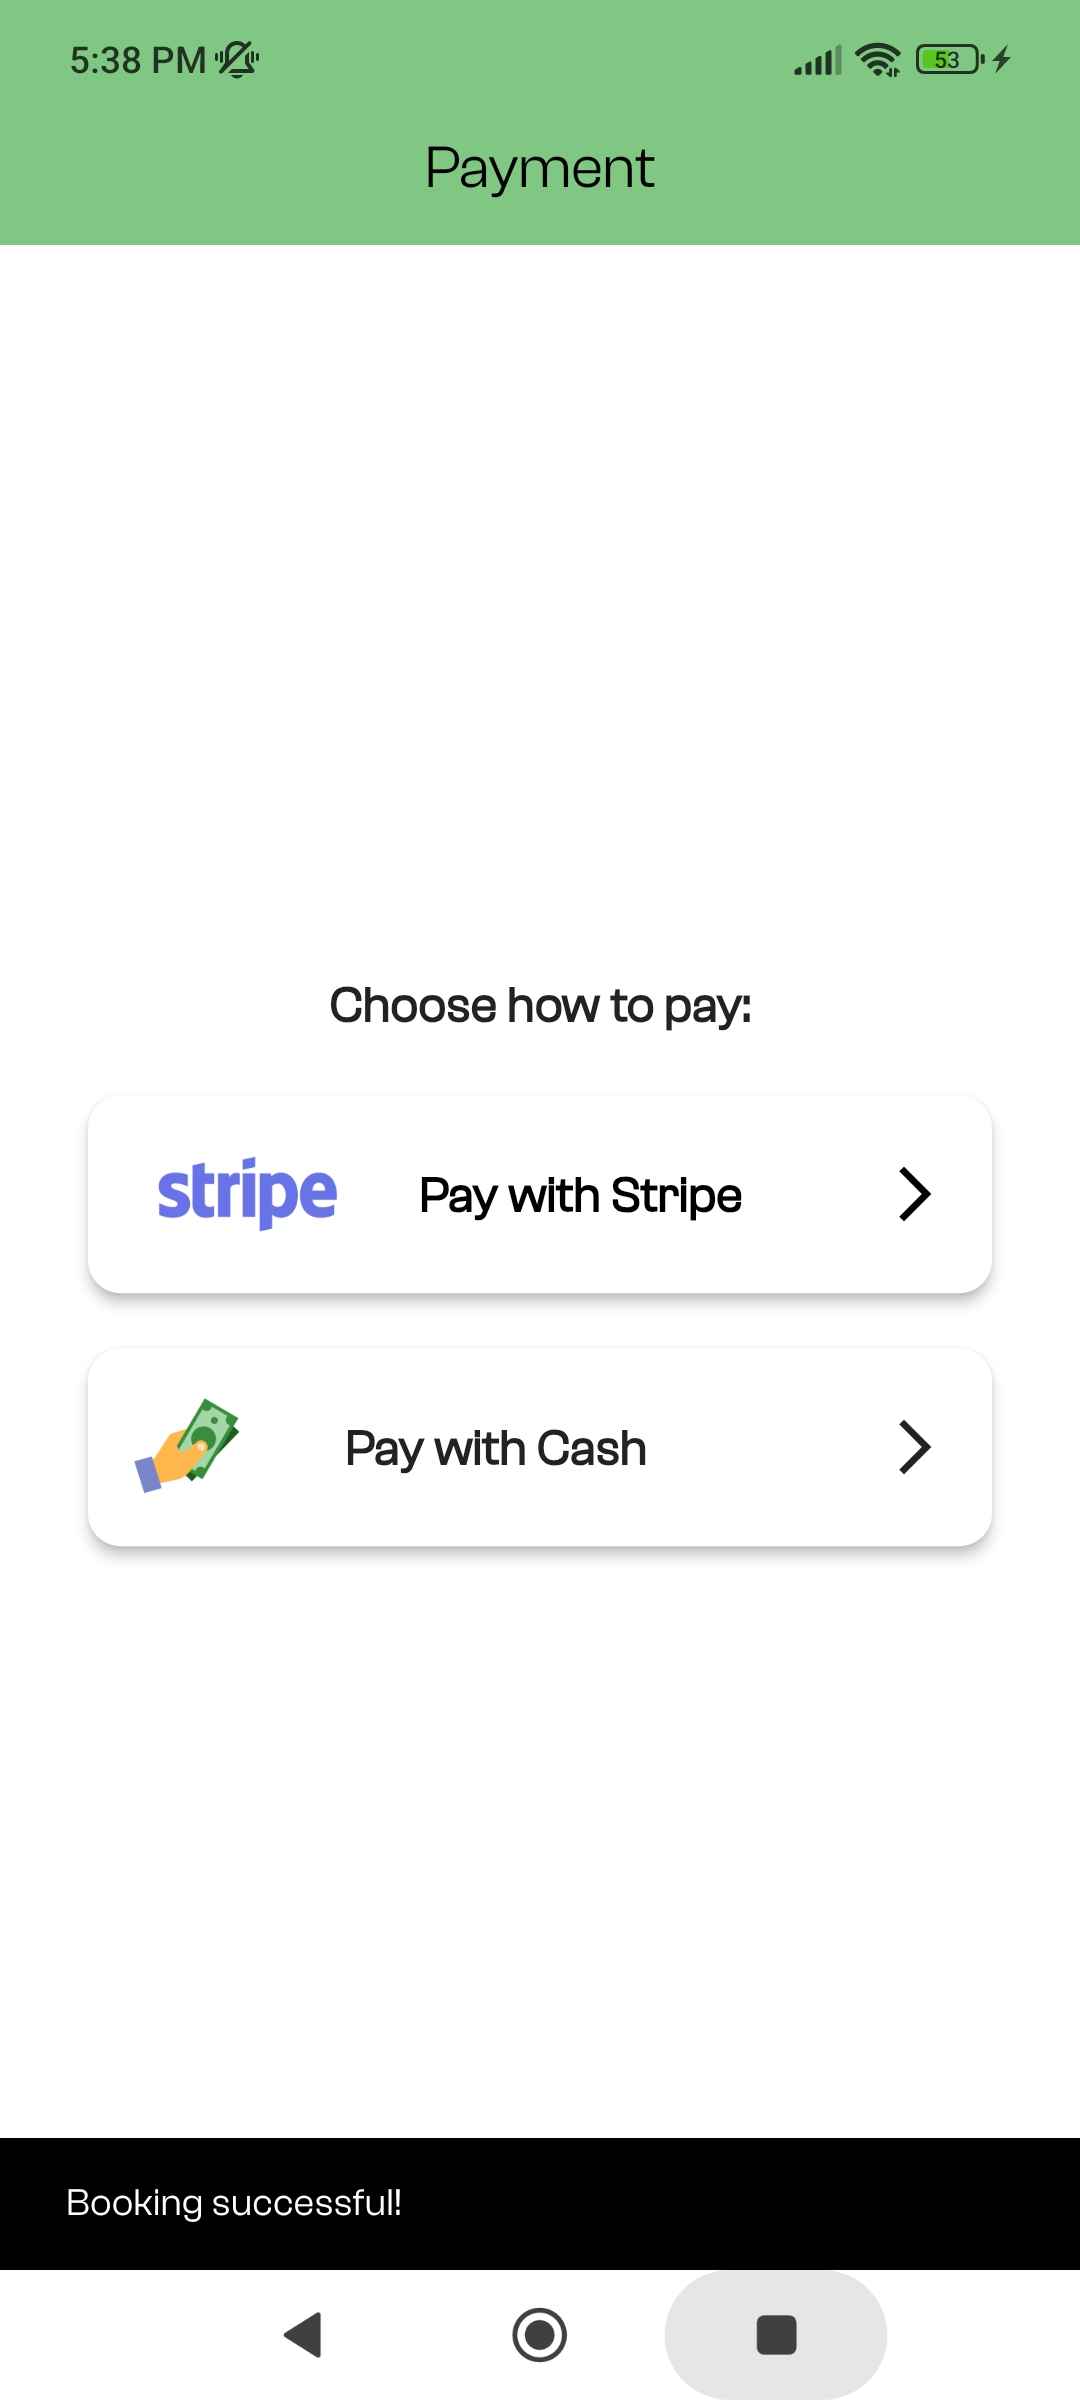 5:38 PM
53
Payment
Choose how to pay:
stripe Pay with Stripe
Pay with Cash
Booking successful!